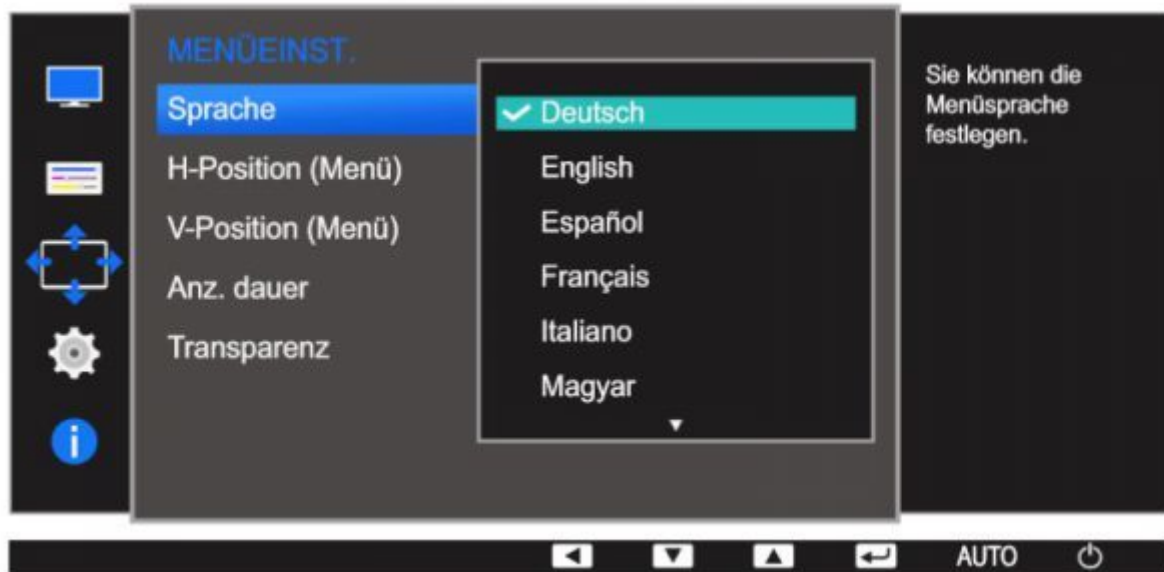 MENÜEINST.
Sprache
H-Position (Menü)
V-Position (Menü)
Anz. dauer
Transparenz
Deutsch
English
Español
Français
Italiano
Magyar
Sie können die
Menüsprache
festlegen.
AUTO